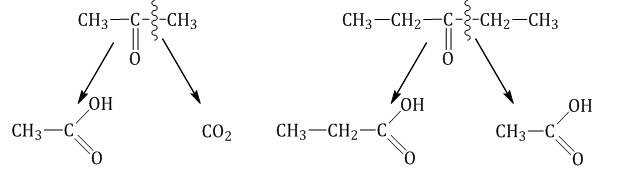 CH3—C—CH3 CH3—CH2—C—CH2—CH3
O O
OH OH OH
CH3—C CO2 CH3—CH2—C CH3—C
O O O